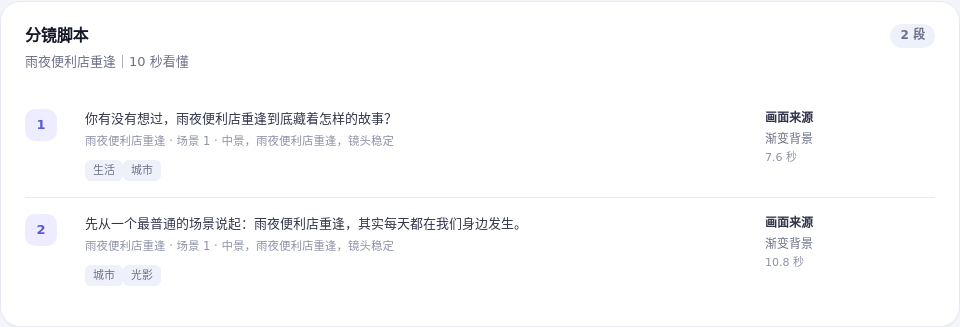 分镜脚本
2 段
雨夜便利店重逢｜10 秒看懂
1
你有没有想过，雨夜便利店重逢到底藏着怎样的故事？
雨夜便利店重逢 · 场景 1 · 中景，雨夜便利店重逢，镜头稳定
生活 城市
画面来源
渐变背景
7.6 秒
2
先从一个最普通的场景说起：雨夜便利店重逢，其实每天都在我们身边发生。
雨夜便利店重逢 · 场景 1 · 中景，雨夜便利店重逢，镜头稳定
城市 光影
画面来源
渐变背景
10.8 秒